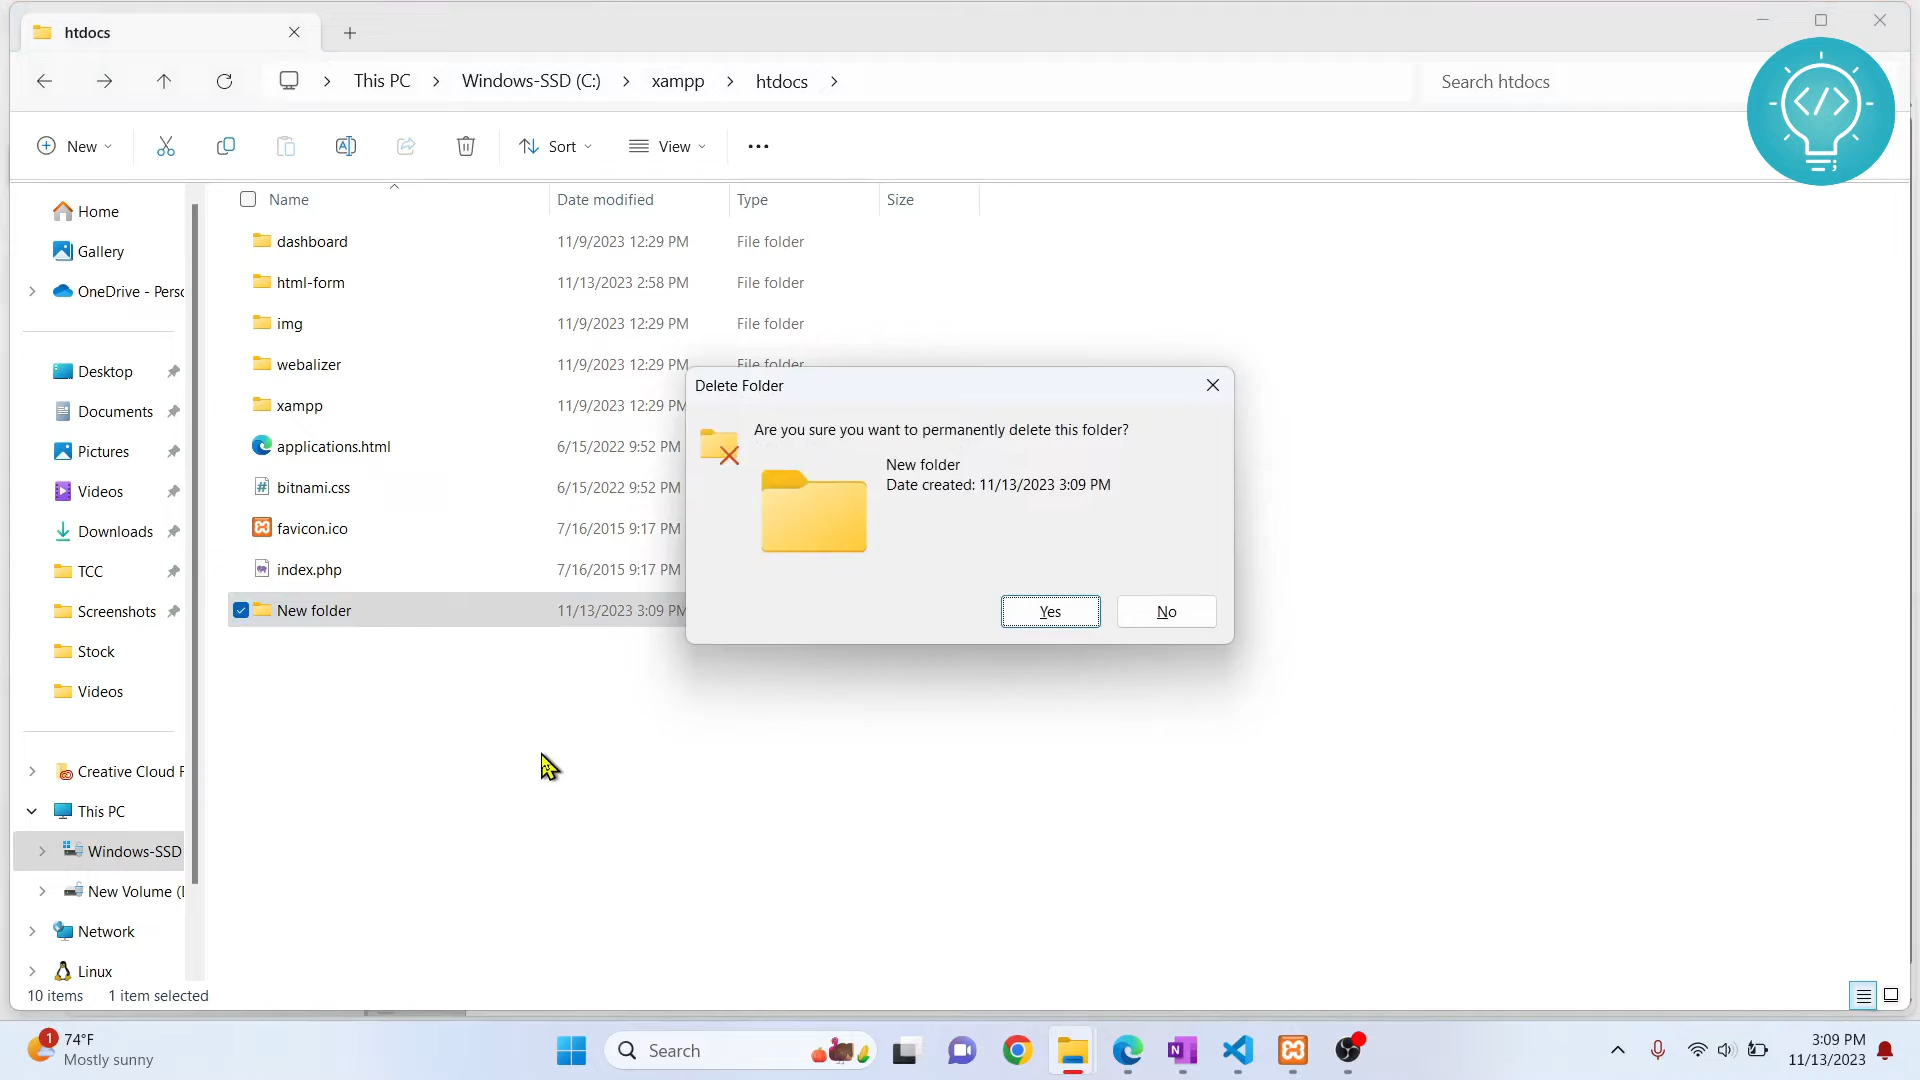 htdocs
This PC
Windows-SSD (C:)
xampp
htdocs
Search htdocs
</>
;
New
Sort
View
Name
Date modified
Type
Size
Home
Gallery
OneDrive - Persc
Desktop
Documents
Pictures
Videos
Downloads
TCC
Screenshots
Stock
Videos
Creative Cloud F
This PC
Windows-SSD
New Volume (D
Network
Linux
dashboard 11/9/2023 12:29 PM File folder
html-form 11/13/2023 2:58 PM File folder
img 11/9/2023 12:29 PM File folder
webalizer 11/9/2023 12:29 PM File folder
xampp 11/9/2023 12:29 PM
applications.html 6/15/2022 9:52 PM
bitnami.css 6/15/2022 9:52 PM
favicon.ico 7/16/2015 9:17 PM
index.php 7/16/2015 9:17 PM
New folder 11/13/2023 3:09 PM
Delete Folder
Are you sure you want to permanently delete this folder?
New folder
Date created: 11/13/2023 3:09 PM
Yes
No
10 items 1 item selected
1
74°F
Mostly sunny
Search
N
3:09 PM
11/13/2023